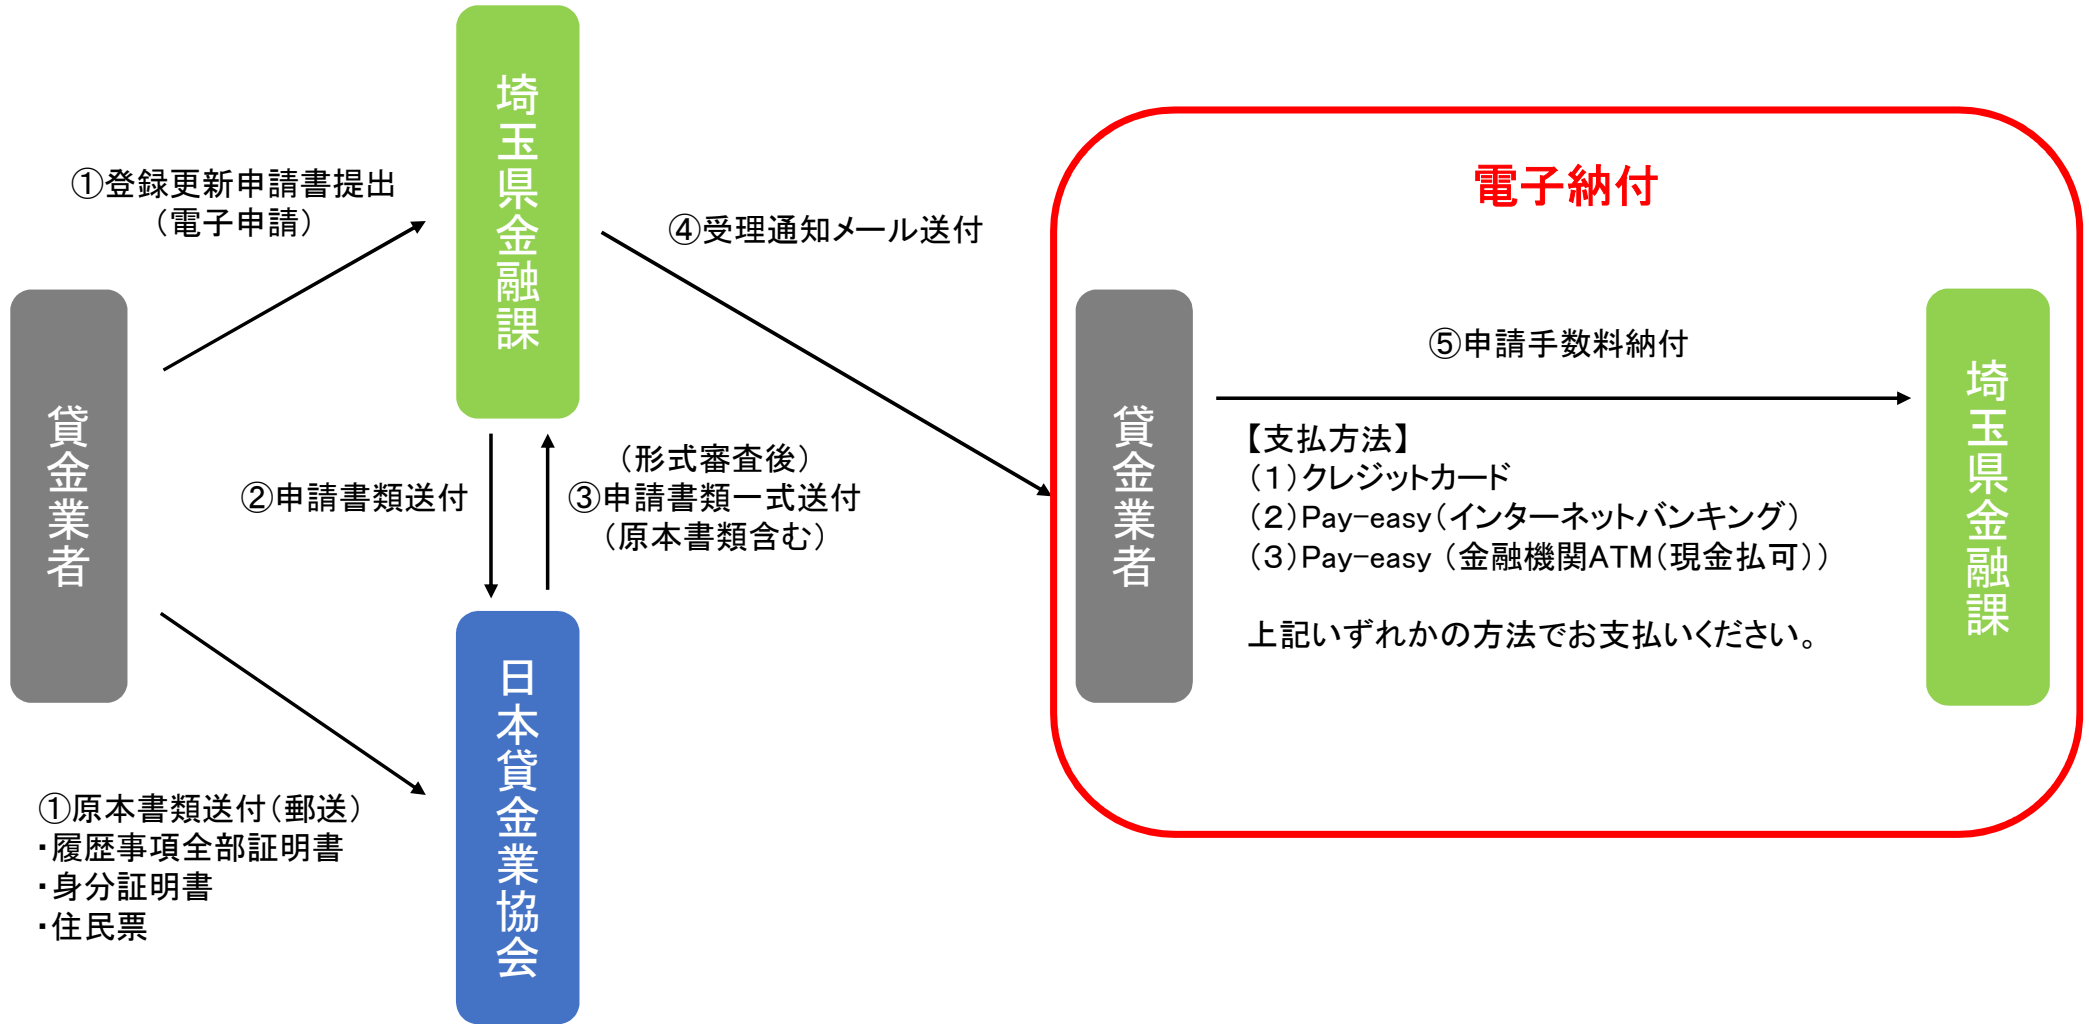 埼玉県金融課
①登録更新申請書提出
（電子申請）
④受理通知メール送付
電子納付
貸金業者
②申請書類送付
（形式審査後）
③申請書類一式送付
（原本書類含む）
貸金業者
⑤申請手数料納付
【支払方法】
（１）クレジットカード
（２）Pay-easy（インターネットバンキング）
（３）Pay-easy （金融機関ATM（現金払可））
上記いずれかの方法でお支払いください。
埼玉県金融課
①原本書類送付（郵送）
・履歴事項全部証明書
・身分証明書
・住民票
日本貸金業協会